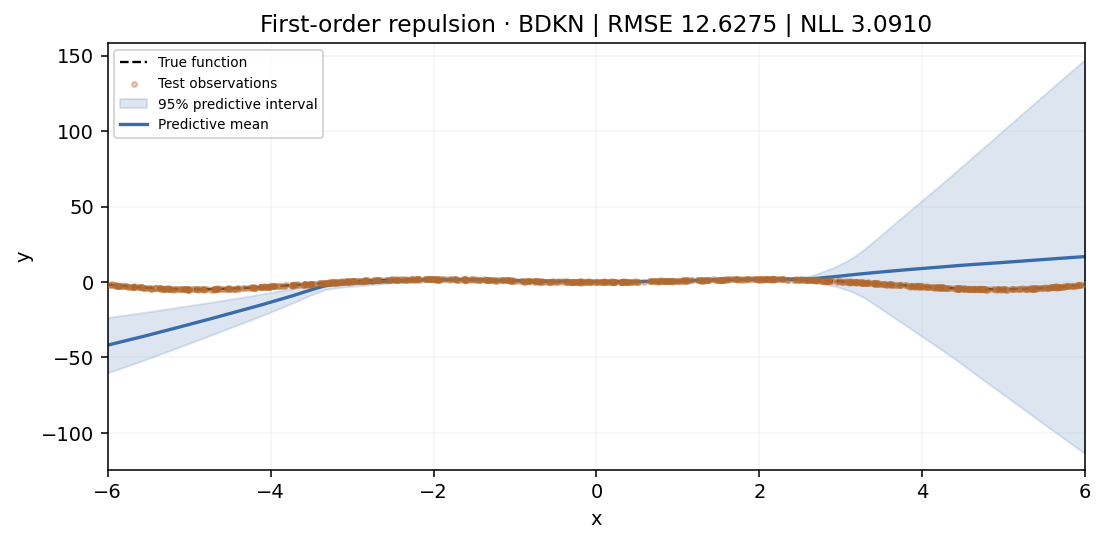 First-order repulsion · BDKN | RMSE 12.6275 | NLL 3.0910
True function
Test observations
95% predictive interval
Predictive mean
150
100
50
0
−50
−100
y
−6
−4
−2
0
2
4
6
x